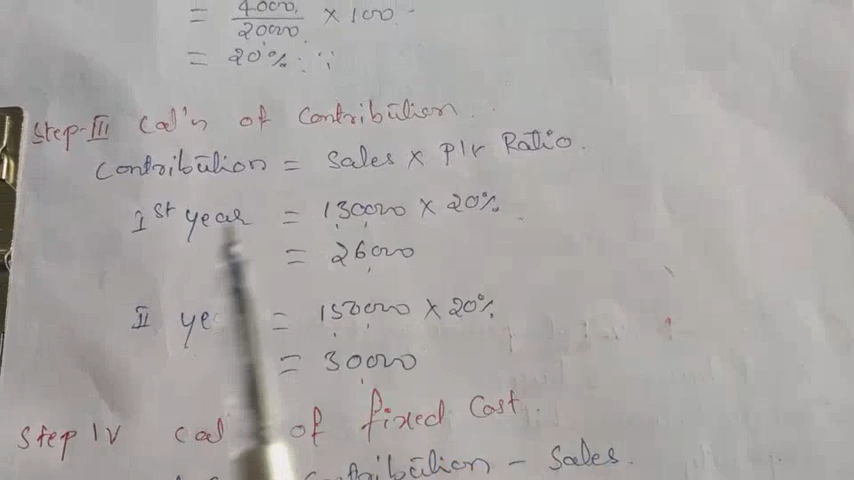 = 4000/20000 × 100
= 20%
Step-III Cal'n of Contribution
Contribution = Sales × P/v Ratio.
Ist year = 130000 × 20%
= 26000
II ye = 150000 × 20%
= 30000
Step IV cal of fixed Cost.
Contribution - Sales.